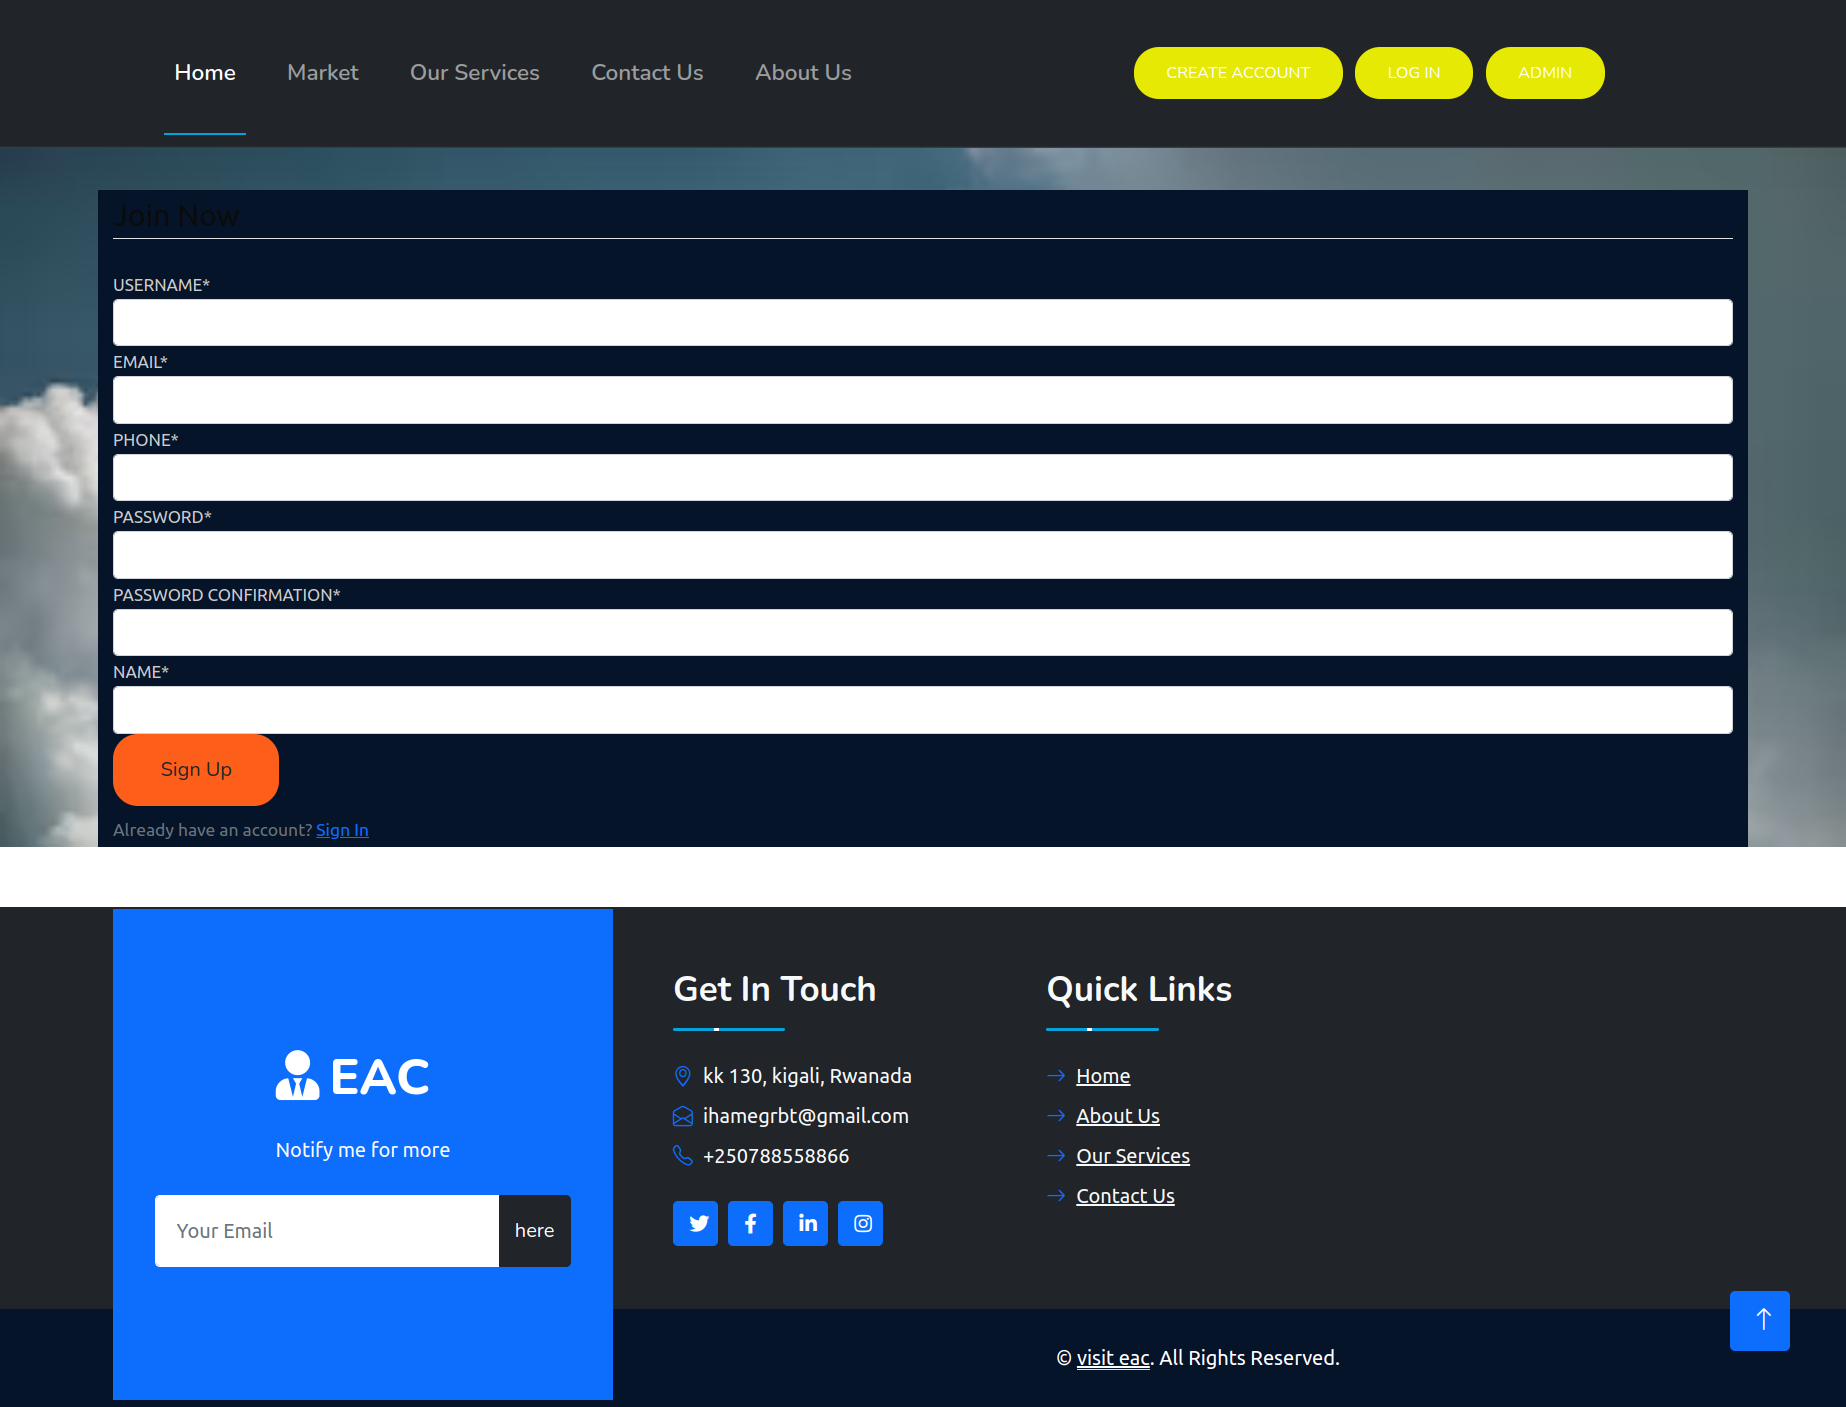 Home Market Our Services Contact Us About Us CREATE ACCOUNT LOG IN ADMIN
Join Now
USERNAME*
EMAIL*
PHONE*
PASSWORD*
PASSWORD CONFIRMATION*
NAME*
Sign Up
Already have an account? Sign In
EAC
Notify me for more
Your Email here
Get In Touch
kk 130, kigali, Rwanada
ihamegrbt@gmail.com
+250788558866
Quick Links
Home
About Us
Our Services
Contact Us
© visit eac. All Rights Reserved.